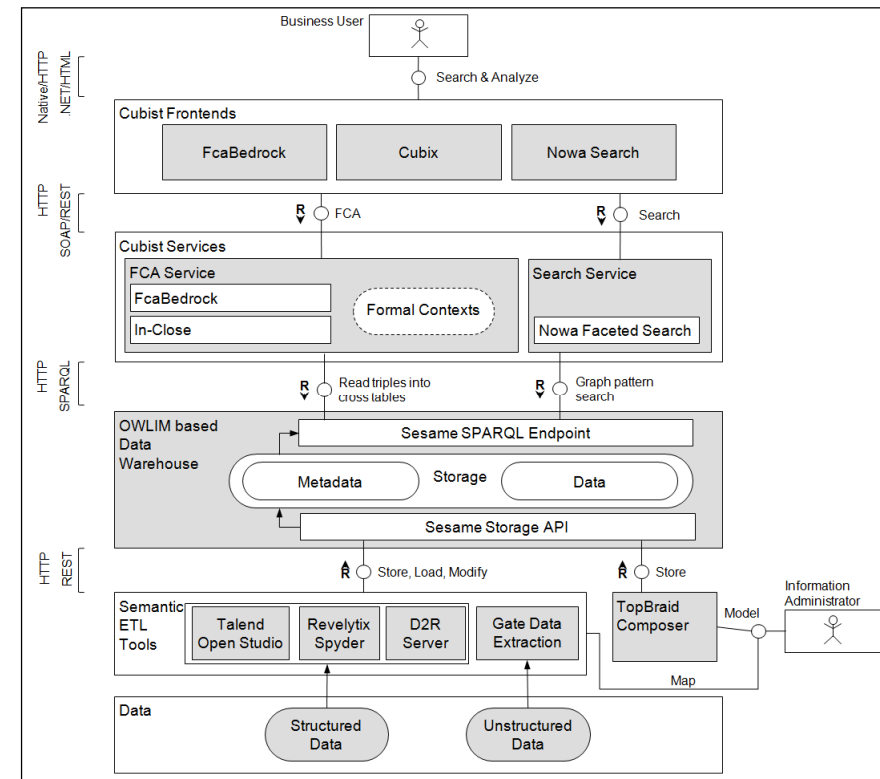 Business User
Native/HTTP
.NET/HTML
Search & Analyze
Cubist Frontends
FcaBedrock
Cubix
Nowa Search
HTTP
SOAP/REST
R
FCA
R
Search
Cubist Services
FCA Service
FcaBedrock
In-Close
Formal Contexts
Search Service
Nowa Faceted Search
HTTP
SPARQL
R
Read triples into
cross tables
R
Graph pattern
search
OWLIM based
Data
Warehouse
Sesame SPARQL Endpoint
Metadata
Storage
Data
Sesame Storage API
HTTP
REST
R
Store, Load, Modify
R
Store
Semantic
ETL
Tools
Talend
Open Studio
Revelytix
Spyder
D2R
Server
Gate Data
Extraction
TopBraid
Composer
Model
Information
Administrator
Map
Data
Structured
Data
Unstructured
Data